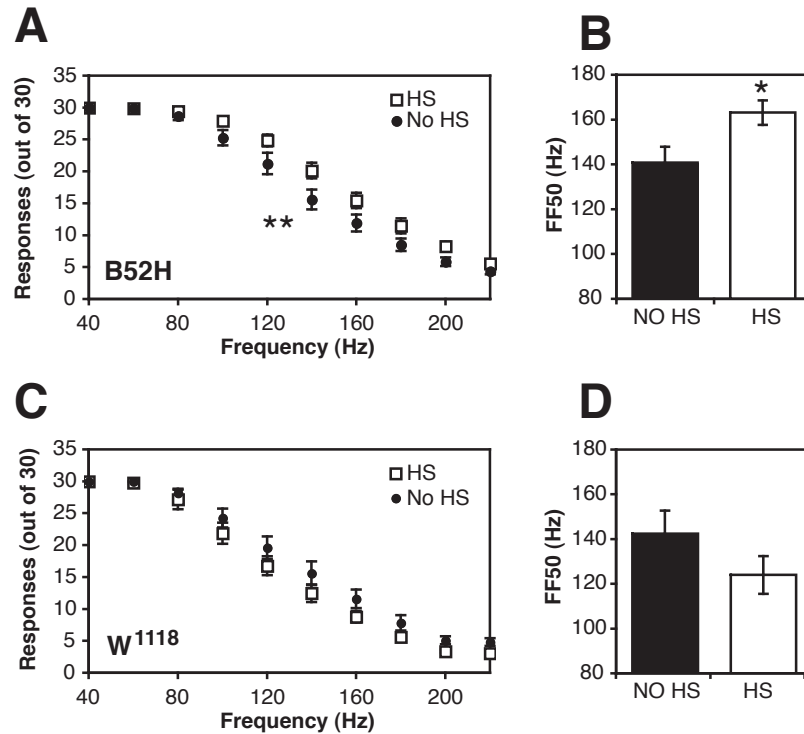 A
Responses (out of 30)
35
30
25
20
15
10
5
0
HS
No HS
**
B52H
40 80 120 160 200
Frequency (Hz)
B
FF50 (Hz)
180
160
140
120
100
80
*
NO HS HS
C
Responses (out of 30)
35
30
25
20
15
10
5
0
HS
No HS
W1118
40 80 120 160 200
Frequency (Hz)
D
FF50 (Hz)
180
160
140
120
100
80
NO HS HS